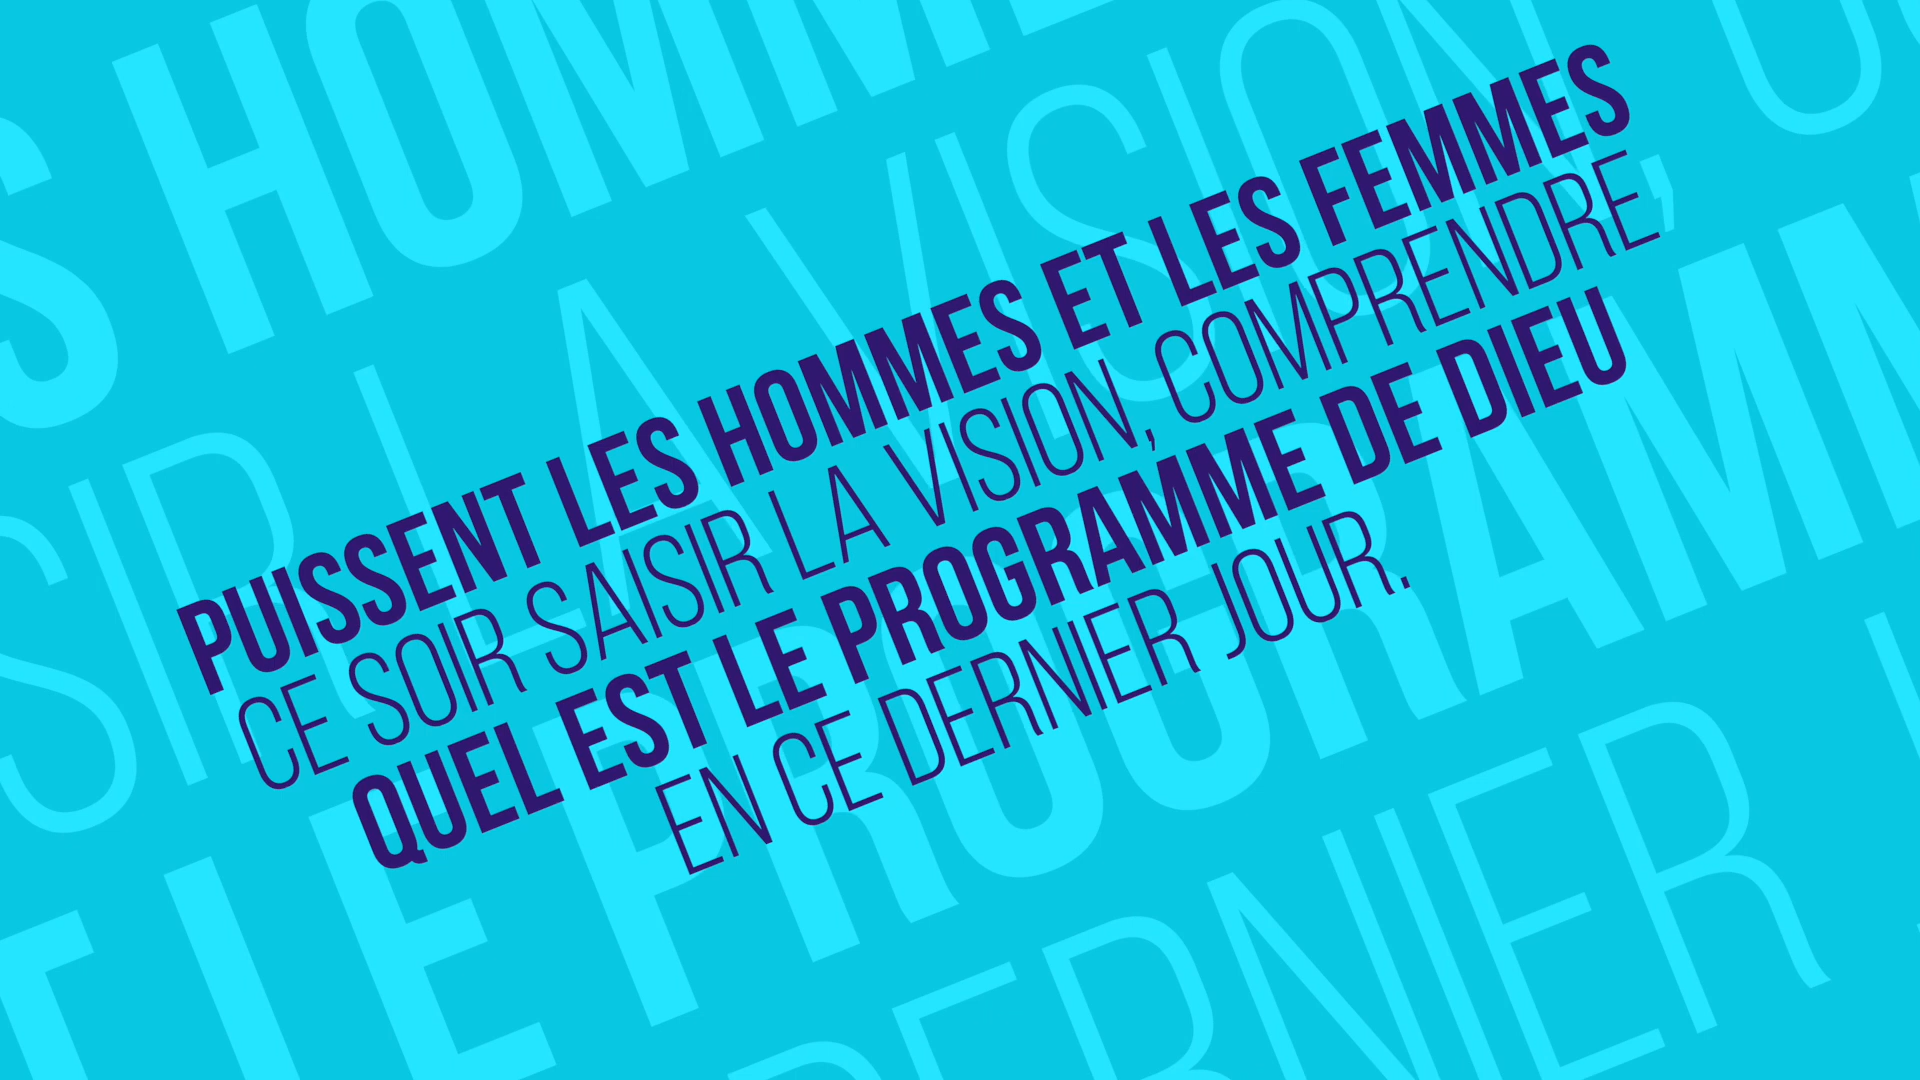 PUISSENT LES HOMMES ET LES FEMMES
CE SOIR SAISIR LA VISION, COMPRENDRE,
QUEL EST LE PROGRAMME DE DIEU
EN CE DERNIER JOUR.